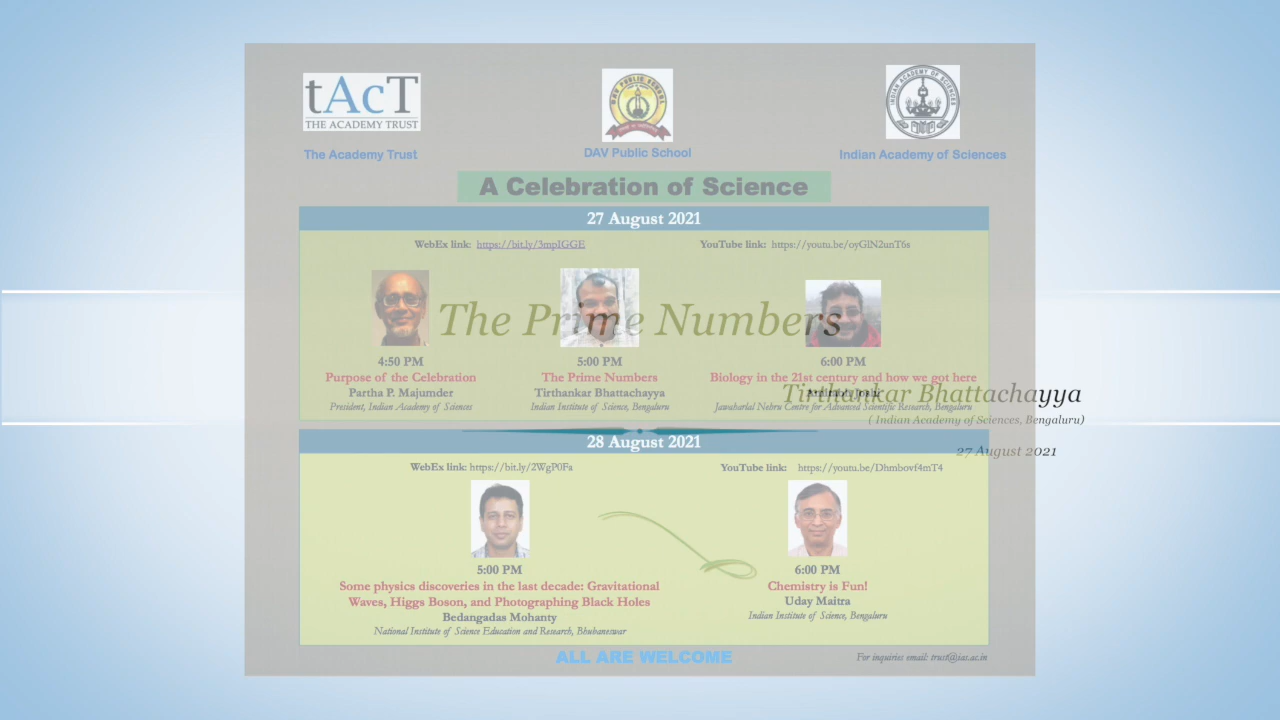 tAcT
THE ACADEMY TRUST
The Academy Trust
DAV PUBLIC SCHOOL
DAV Public School
INDIAN ACADEMY OF SCIENCES
Indian Academy of Sciences
A Celebration of Science
27 August 2021
WebEx link: https://bit.ly/3mpIGGE
YouTube link: https://youtu.be/oyGlN2unT6s
The Prime Numbers
4:50 PM
Purpose of the Celebration
Partha P. Majumder
President, Indian Academy of Sciences
5:00 PM
The Prime Numbers
Tirthankar Bhattachayya
Indian Institute of Science, Bengaluru
6:00 PM
Biology in the 21st century and how we got here
Jawaharlal Nehru Centre for Advanced Scientific Research, Bengaluru
Tirthankar Bhattachayya
( Indian Academy of Sciences, Bengaluru)
27 August 2021
28 August 2021
WebEx link: https://bit.ly/2WgP0Fa
YouTube link: https://youtu.be/Dhmbovf4mT4
5:00 PM
Some physics discoveries in the last decade: Gravitational
Waves, Higgs Boson, and Photographing Black Holes
Bedangadas Mohanty
National Institute of Science Education and Research, Bhubaneswar
6:00 PM
Chemistry is Fun!
Uday Maitra
Indian Institute of Science, Bengaluru
ALL ARE WELCOME
For inquiries email: trust@ias.ac.in